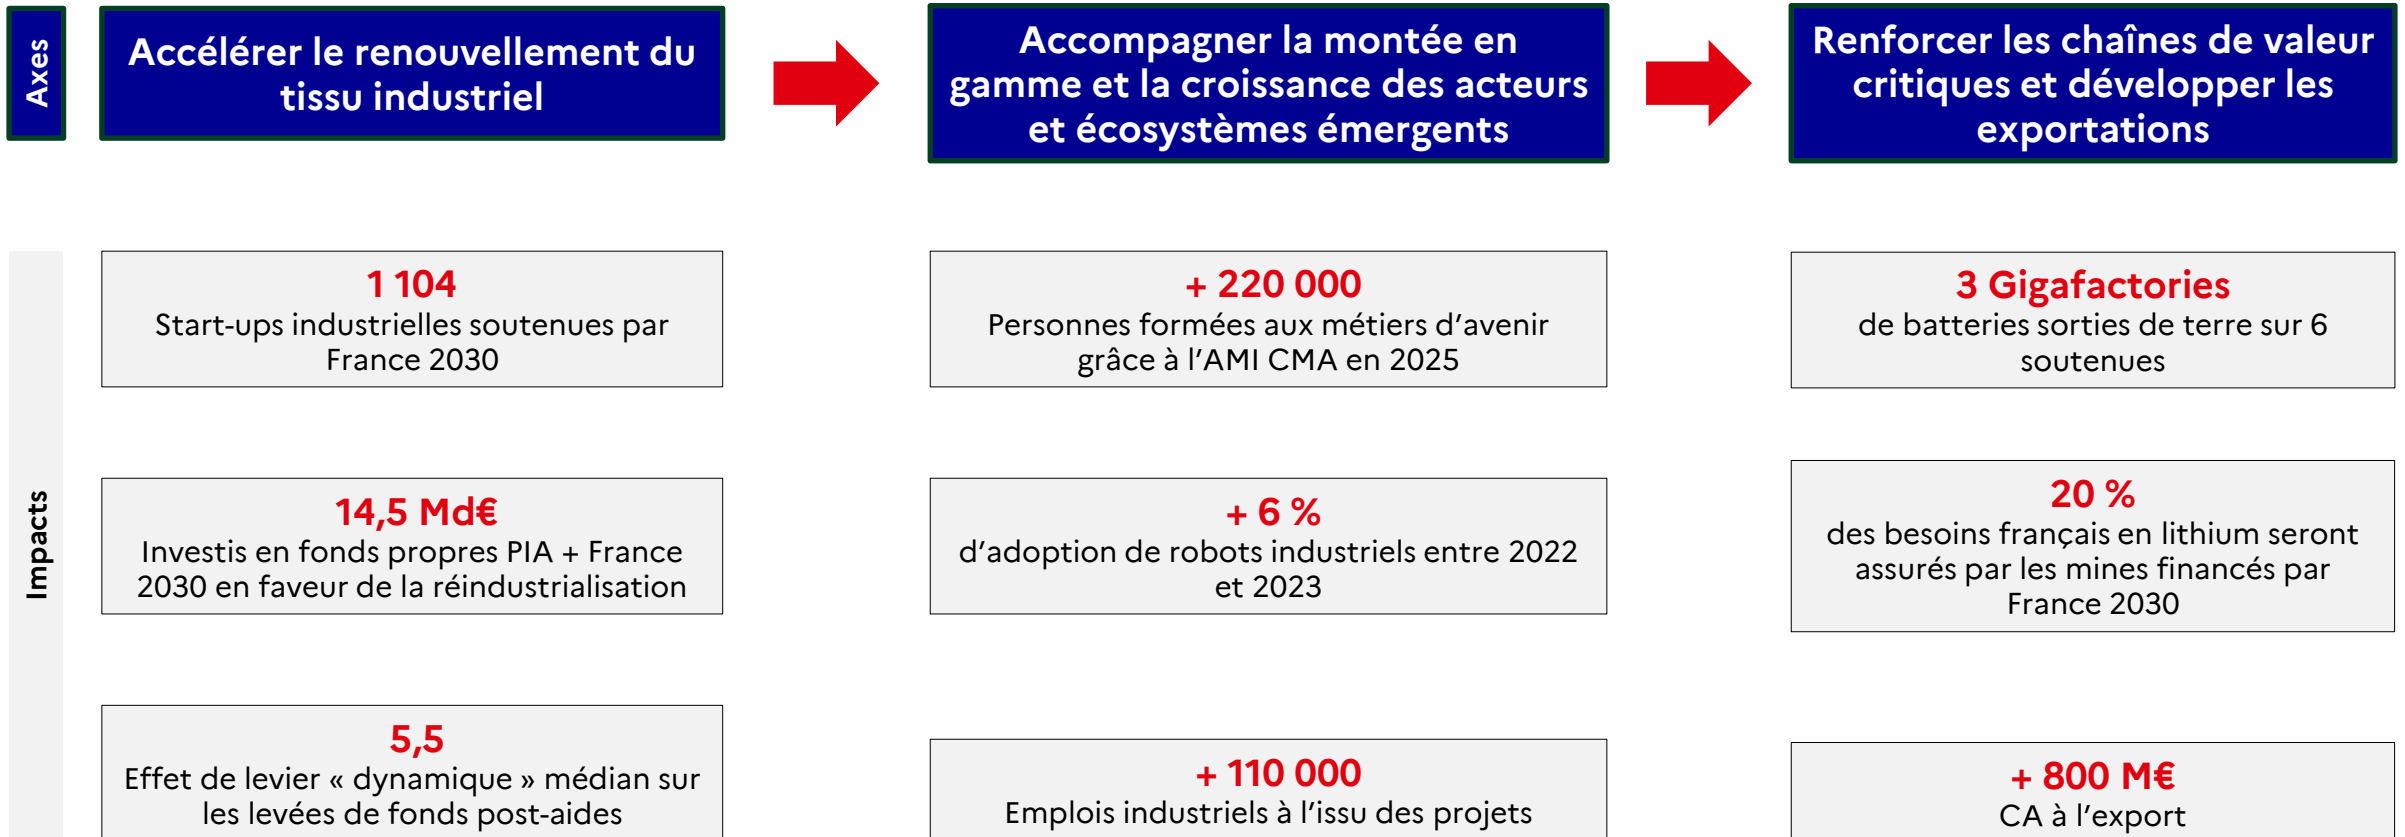 Axes
Accélérer le renouvellement du
tissu industriel
Accompagner la montée en
gamme et la croissance des acteurs
et écosystèmes émergents
Renforcer les chaînes de valeur
critiques et développer les
exportations
Impacts
1 104
Start-ups industrielles soutenues par
France 2030
+ 220 000
Personnes formées aux métiers d’avenir
grâce à l’AMI CMA en 2025
3 Gigafactories
de batteries sorties de terre sur 6
soutenues
14,5 Md€
Investis en fonds propres PIA + France
2030 en faveur de la réindustrialisation
+ 6 %
d’adoption de robots industriels entre 2022
et 2023
20 %
des besoins français en lithium seront
assurés par les mines financés par
France 2030
5,5
Effet de levier « dynamique » médian sur
les levées de fonds post-aides
+ 110 000
Emplois industriels à l’issu des projets
+ 800 M€
CA à l’export